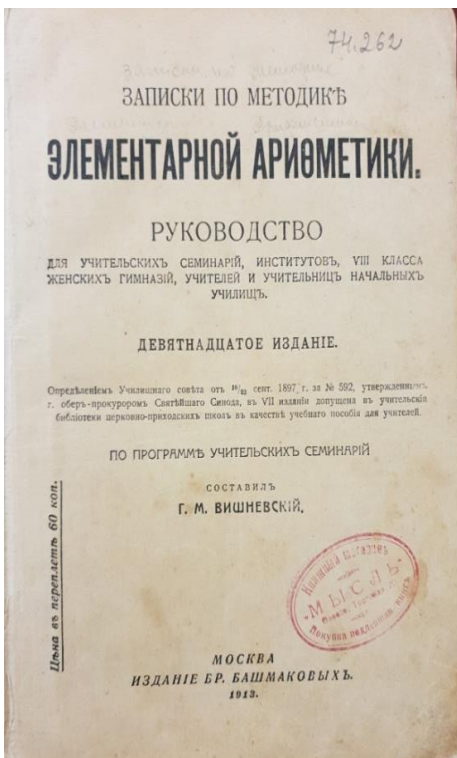 74.262
ЗАПИСКИ ПО МЕТОДИКѢ
ЭЛЕМЕНТАРНОЙ АРИѲМЕТИКИ.
РУКОВОДСТВО
ДЛЯ УЧИТЕЛЬСКИХЪ СЕМИНАРІЙ, ИНСТИТУТОВЪ, VIII КЛАССА
ЖЕНСКИХЪ ГИМНАЗІЙ, УЧИТЕЛЕЙ И УЧИТЕЛЬНИЦЪ НАЧАЛЬНЫХЪ
УЧИЛИЩЪ.
ДЕВЯТНАДЦАТОЕ ИЗДАНІЕ.
Опредѣленіемъ Училищнаго совѣта отъ сент. 1897 г. за № 592, утвержденнымъ
г. оберъ-прокуроромъ Святѣйшаго Синода, въ VII изданіи допущена въ учительскія
библіотеки церковно-приходскихъ школъ въ качествѣ учебнаго пособія для учителей.
ПО ПРОГРАММѢ УЧИТЕЛЬСКИХЪ СЕМИНАРІЙ
СОСТАВИЛЪ
Г. М. ВИШНЕВСКІЙ.
Цѣна въ переплетѣ 60 коп.
Книжный магазинъ
„МЫСЛЬ“
МОСКВА
ИЗДАНІЕ БР. БАШМАКОВЫХЪ.
1913.